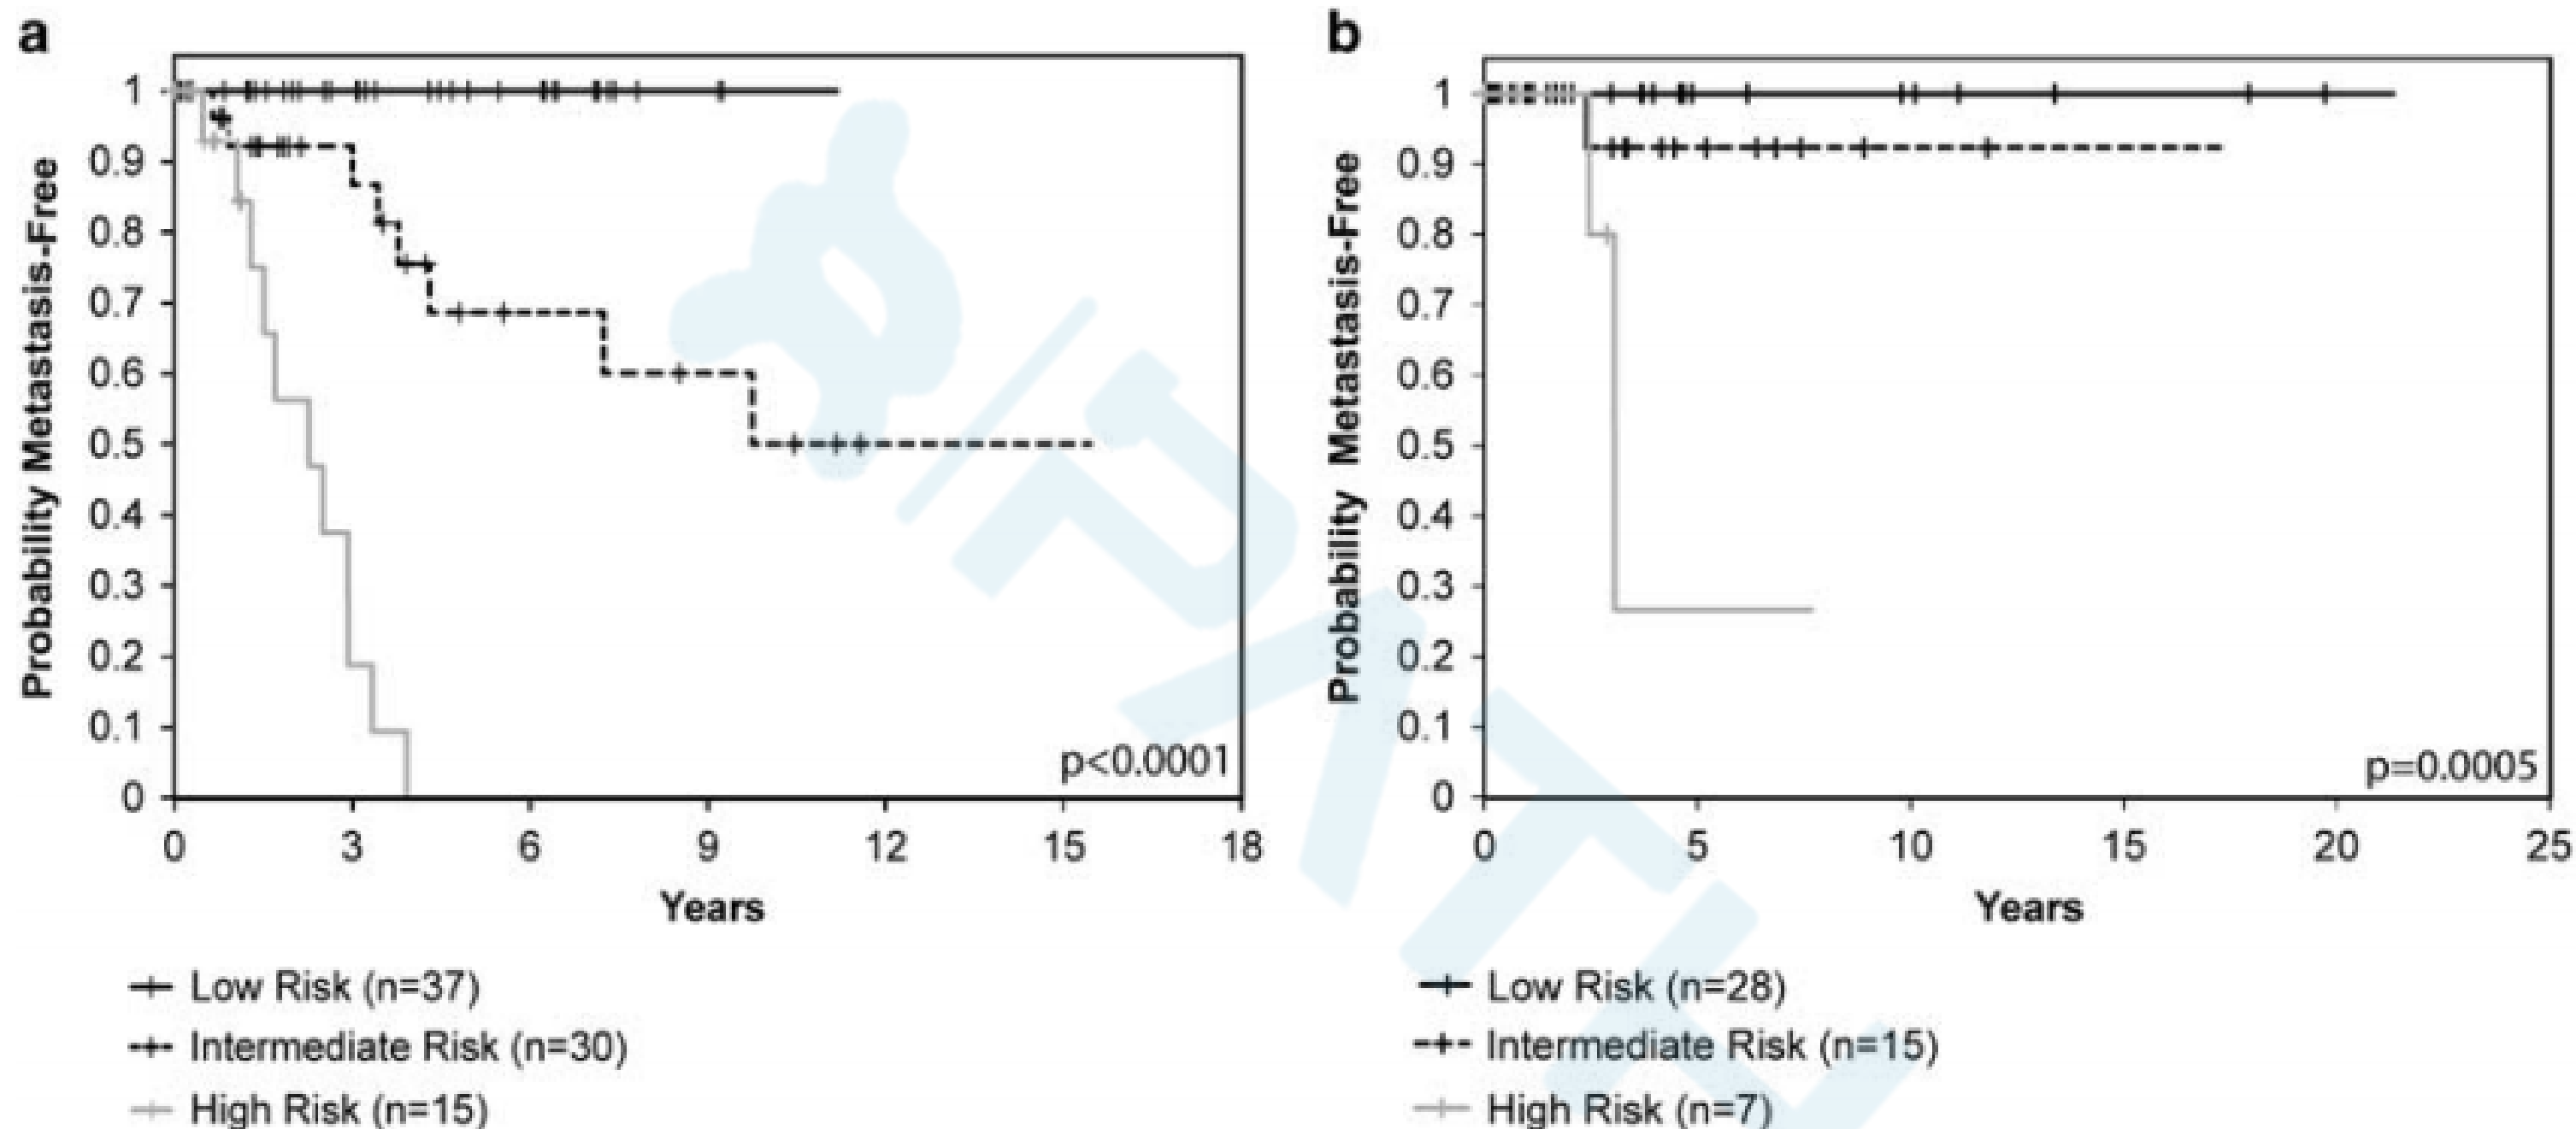 a
Probability Metastasis-Free
1
0.9
0.8
0.7
0.6
0.5
0.4
0.3
0.2
0.1
0
0 3 6 9 12 15 18
Years
p<0.0001
Low Risk (n=37)
Intermediate Risk (n=30)
High Risk (n=15)
b
Probability Metastasis-Free
1
0.9
0.8
0.7
0.6
0.5
0.4
0.3
0.2
0.1
0
0 5 10 15 20 25
Years
p=0.0005
Low Risk (n=28)
Intermediate Risk (n=15)
High Risk (n=7)